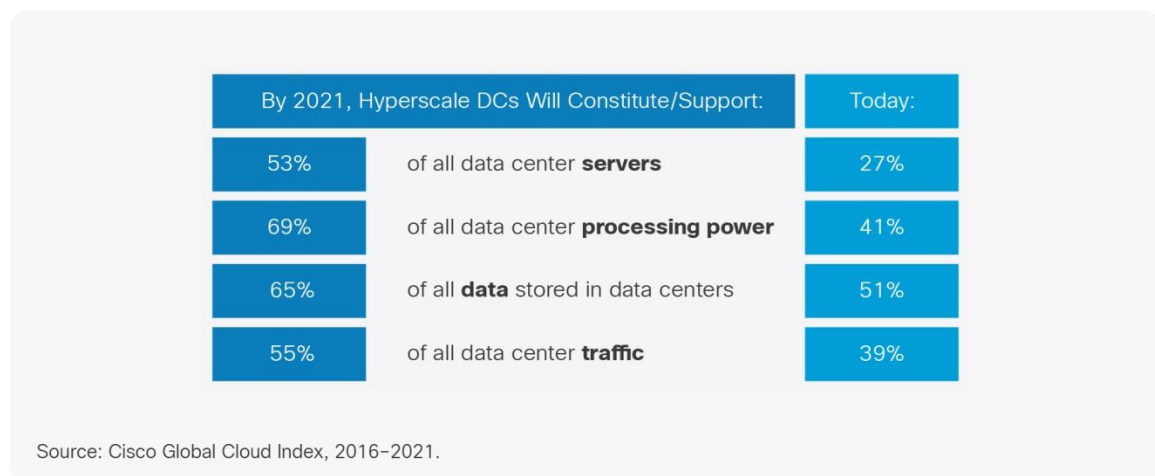 By 2021, Hyperscale DCs Will Constitute/Support: Today:
53% of all data center servers 27%
69% of all data center processing power 41%
65% of all data stored in data centers 51%
55% of all data center traffic 39%
Source: Cisco Global Cloud Index, 2016–2021.